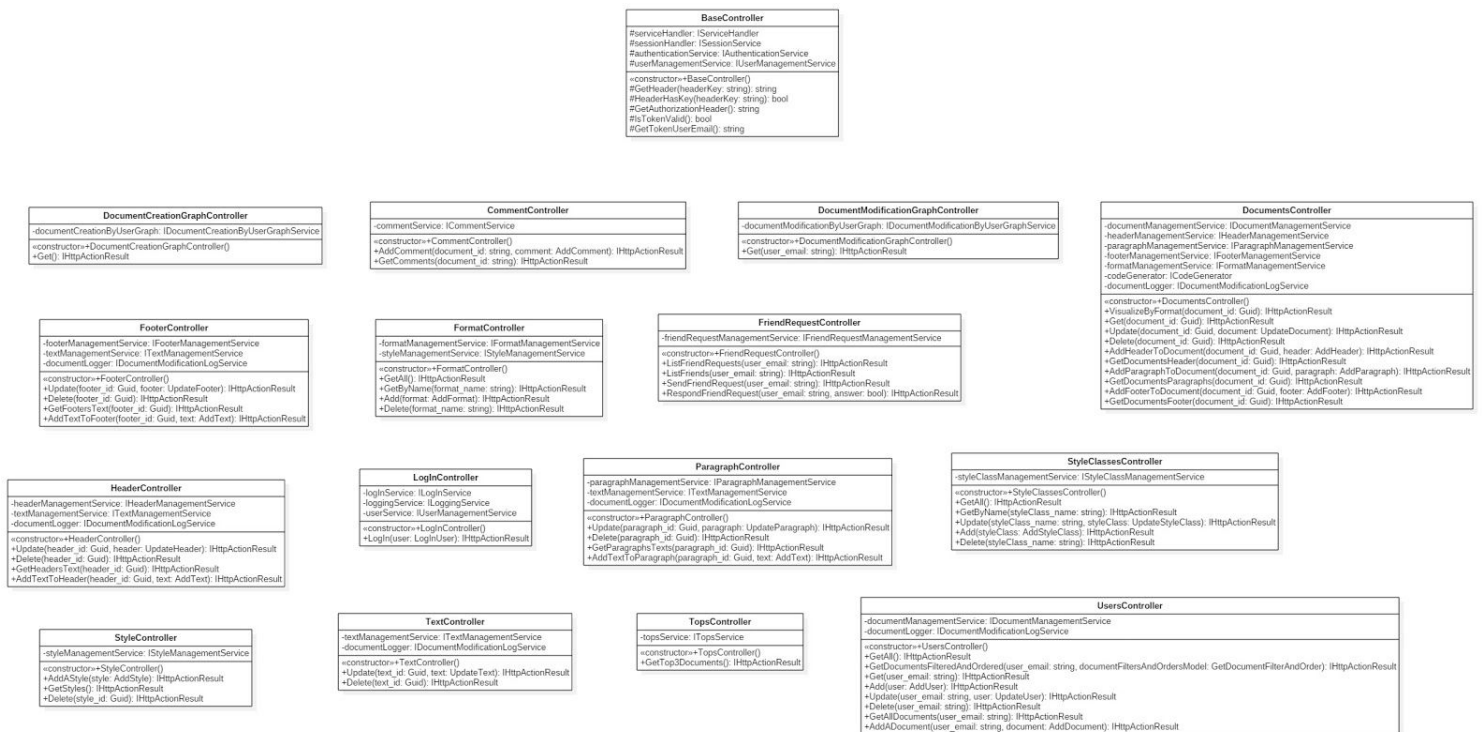 BaseController
#serviceHandler: IServiceHandler
#sessionHandler: ISessionService
#authenticationService: IAuthenticationService
#userManagementService: IUserManagementService
«constructor»+BaseController()
#GetHeader(headerKey: string): string
#HeaderHasKey(headerKey: string): bool
#GetAuthorizationHeader(): string
#IsTokenValid(): bool
#GetTokenUserEmail(): string
DocumentCreationGraphController
-documentCreationByUserGraph: IDocumentCreationByUserGraphService
«constructor»+DocumentCreationGraphController()
+Get(): IHttpActionResult
CommentController
-commentService: ICommentService
«constructor»+CommentController()
+AddComment(document_id: string, comment: AddComment): IHttpActionResult
+GetComments(document_id: string): IHttpActionResult
DocumentModificationGraphController
-documentModificationByUserGraph: IDocumentModificationByUserGraphService
«constructor»+DocumentModificationGraphController()
+Get(user_email: string): IHttpActionResult
DocumentsController
-documentManagementService: IDocumentManagementService
-headerManagementService: IHeaderManagementService
-paragraphManagementService: IParagraphManagementService
-footerManagementService: IFooterManagementService
-formatManagementService: IFormatManagementService
-codeGenerator: ICodeGenerator
-documentLogger: IDocumentModificationLogService
«constructor»+DocumentsController()
+VisualizeByFormat(document_id: Guid): IHttpActionResult
+Get(document_id: Guid): IHttpActionResult
+Update(document_id: Guid, document: UpdateDocument): IHttpActionResult
+Delete(document_id: Guid): IHttpActionResult
+AddHeaderToDocument(document_id: Guid, header: AddHeader): IHttpActionResult
+GetDocumentsHeader(document_id: Guid): IHttpActionResult
+AddParagraphToDocument(document_id: Guid, paragraph: AddParagraph): IHttpActionResult
+GetDocumentsParagraphs(document_id: Guid): IHttpActionResult
+AddFooterToDocument(document_id: Guid, footer: AddFooter): IHttpActionResult
+GetDocumentsFooter(document_id: Guid): IHttpActionResult
FooterController
-footerManagementService: IFooterManagementService
-textManagementService: ITextManagementService
-documentLogger: IDocumentModificationLogService
«constructor»+FooterController()
+Update(footer_id: Guid, footer: UpdateFooter): IHttpActionResult
+Delete(footer_id: Guid): IHttpActionResult
+GetFootersText(footer_id: Guid): IHttpActionResult
+AddTextToFooter(footer_id: Guid, text: AddText): IHttpActionResult
FormatController
-formatManagementService: IFormatManagementService
-styleManagementService: IStyleManagementService
«constructor»+FormatController()
+GetAll(): IHttpActionResult
+GetByName(format_name: string): IHttpActionResult
+Add(format: AddFormat): IHttpActionResult
+Delete(format_name: string): IHttpActionResult
FriendRequestController
-friendRequestManagementService: IFriendRequestManagementService
«constructor»+FriendRequestController()
+ListFriendRequests(user_email: string): IHttpActionResult
+ListFriends(user_email: string): IHttpActionResult
+SendFriendRequest(user_email: string): IHttpActionResult
+RespondFriendRequest(user_email: string, answer: bool): IHttpActionResult
HeaderController
-headerManagementService: IHeaderManagementService
-textManagementService: ITextManagementService
-documentLogger: IDocumentModificationLogService
«constructor»+HeaderController()
+Update(header_id: Guid, header: UpdateHeader): IHttpActionResult
+Delete(header_id: Guid): IHttpActionResult
+GetHeadersText(header_id: Guid): IHttpActionResult
+AddTextToHeader(header_id: Guid, text: AddText): IHttpActionResult
LogInController
-logInService: ILogInService
-loggingService: ILoggingService
-userService: IUserManagementService
«constructor»+LogInController()
+LogIn(user: LogInUser): IHttpActionResult
ParagraphController
-paragraphManagementService: IParagraphManagementService
-textManagementService: ITextManagementService
-documentLogger: IDocumentModificationLogService
«constructor»+ParagraphController()
+Update(paragraph_id: Guid, paragraph: UpdateParagraph): IHttpActionResult
+Delete(paragraph_id: Guid): IHttpActionResult
+GetParagraphsTexts(paragraph_id: Guid): IHttpActionResult
+AddTextToParagraph(paragraph_id: Guid, text: AddText): IHttpActionResult
StyleClassesController
-styleClassManagementService: IStyleClassManagementService
«constructor»+StyleClassesController()
+GetAll(): IHttpActionResult
+GetByName(styleClass_name: string): IHttpActionResult
+Update(styleClass_name: string, styleClass: UpdateStyleClass): IHttpActionResult
+Add(styleClass: AddStyleClass): IHttpActionResult
+Delete(styleClass_name: string): IHttpActionResult
StyleController
-styleManagementService: IStyleManagementService
«constructor»+StyleController()
+AddAStyle(style: AddStyle): IHttpActionResult
+GetStyles(): IHttpActionResult
+Delete(style_id: Guid): IHttpActionResult
TextController
-textManagementService: ITextManagementService
-documentLogger: IDocumentModificationLogService
«constructor»+TextController()
+Update(text_id: Guid, text: UpdateText): IHttpActionResult
+Delete(text_id: Guid): IHttpActionResult
TopsController
-topsService: ITopsService
«constructor»+TopsController()
+GetTop3Documents(): IHttpActionResult
UsersController
-documentManagementService: IDocumentManagementService
-documentLogger: IDocumentModificationLogService
«constructor»+UsersController()
+GetAll(): IHttpActionResult
+GetDocumentsFilteredAndOrdered(user_email: string, documentFiltersAndOrdersModel: GetDocumentFilterAndOrder): IHttpActionResult
+Get(user_email: string): IHttpActionResult
+Add(user: AddUser): IHttpActionResult
+Update(user_email: string, user: UpdateUser): IHttpActionResult
+Delete(user_email: string): IHttpActionResult
+GetAllDocuments(user_email: string): IHttpActionResult
+AddADocument(user_email: string, document: AddDocument): IHttpActionResult